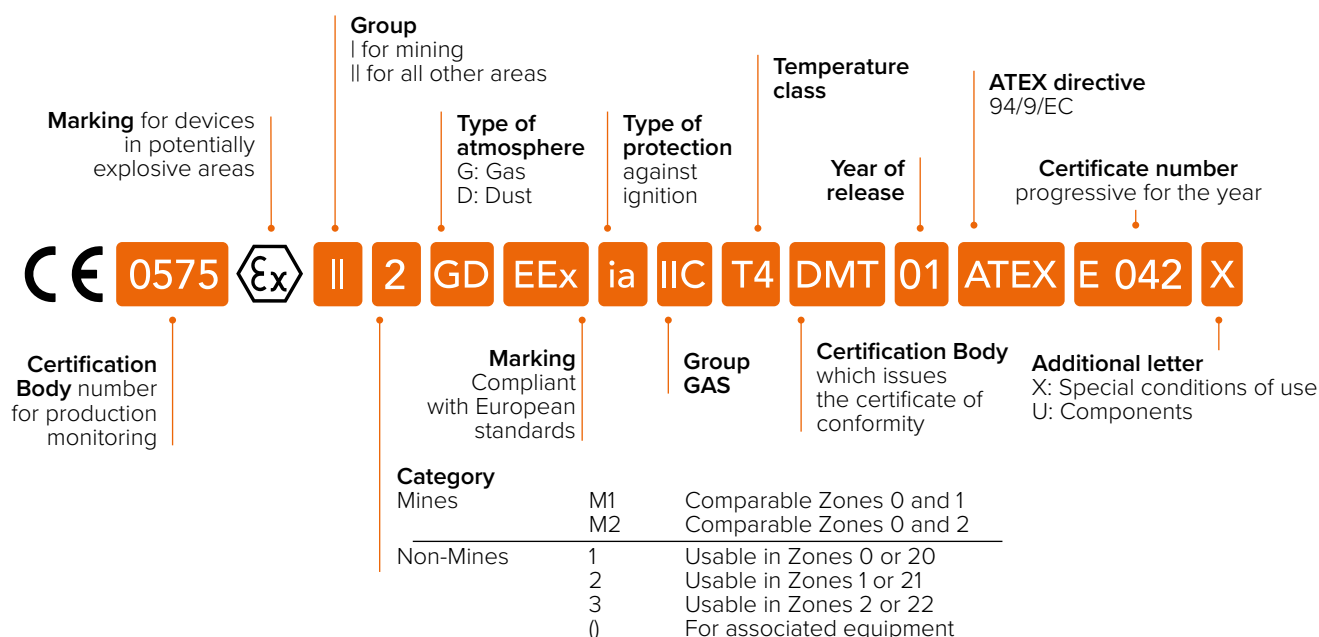 Group
I for mining
II for all other areas
Temperature
class
ATEX directive
94/9/EC
Marking for devices
in potentially
explosive areas
Type of
atmosphere
G: Gas
D: Dust
Type of
protection
against
ignition
Year of
release
Certificate number
progressive for the year
CE 0575 Ex II 2 GD EEx ia IIC T4 DMT 01 ATEX E 042 X
Certification
Body number
for production
monitoring
Marking
Compliant
with European
standards
Group
GAS
Certification Body
which issues
the certificate of
conformity
Additional letter
X: Special conditions of use
U: Components
Category
Mines M1 Comparable Zones 0 and 1
M2 Comparable Zones 0 and 2
Non-Mines 1 Usable in Zones 0 or 20
2 Usable in Zones 1 or 21
3 Usable in Zones 2 or 22
() For associated equipment